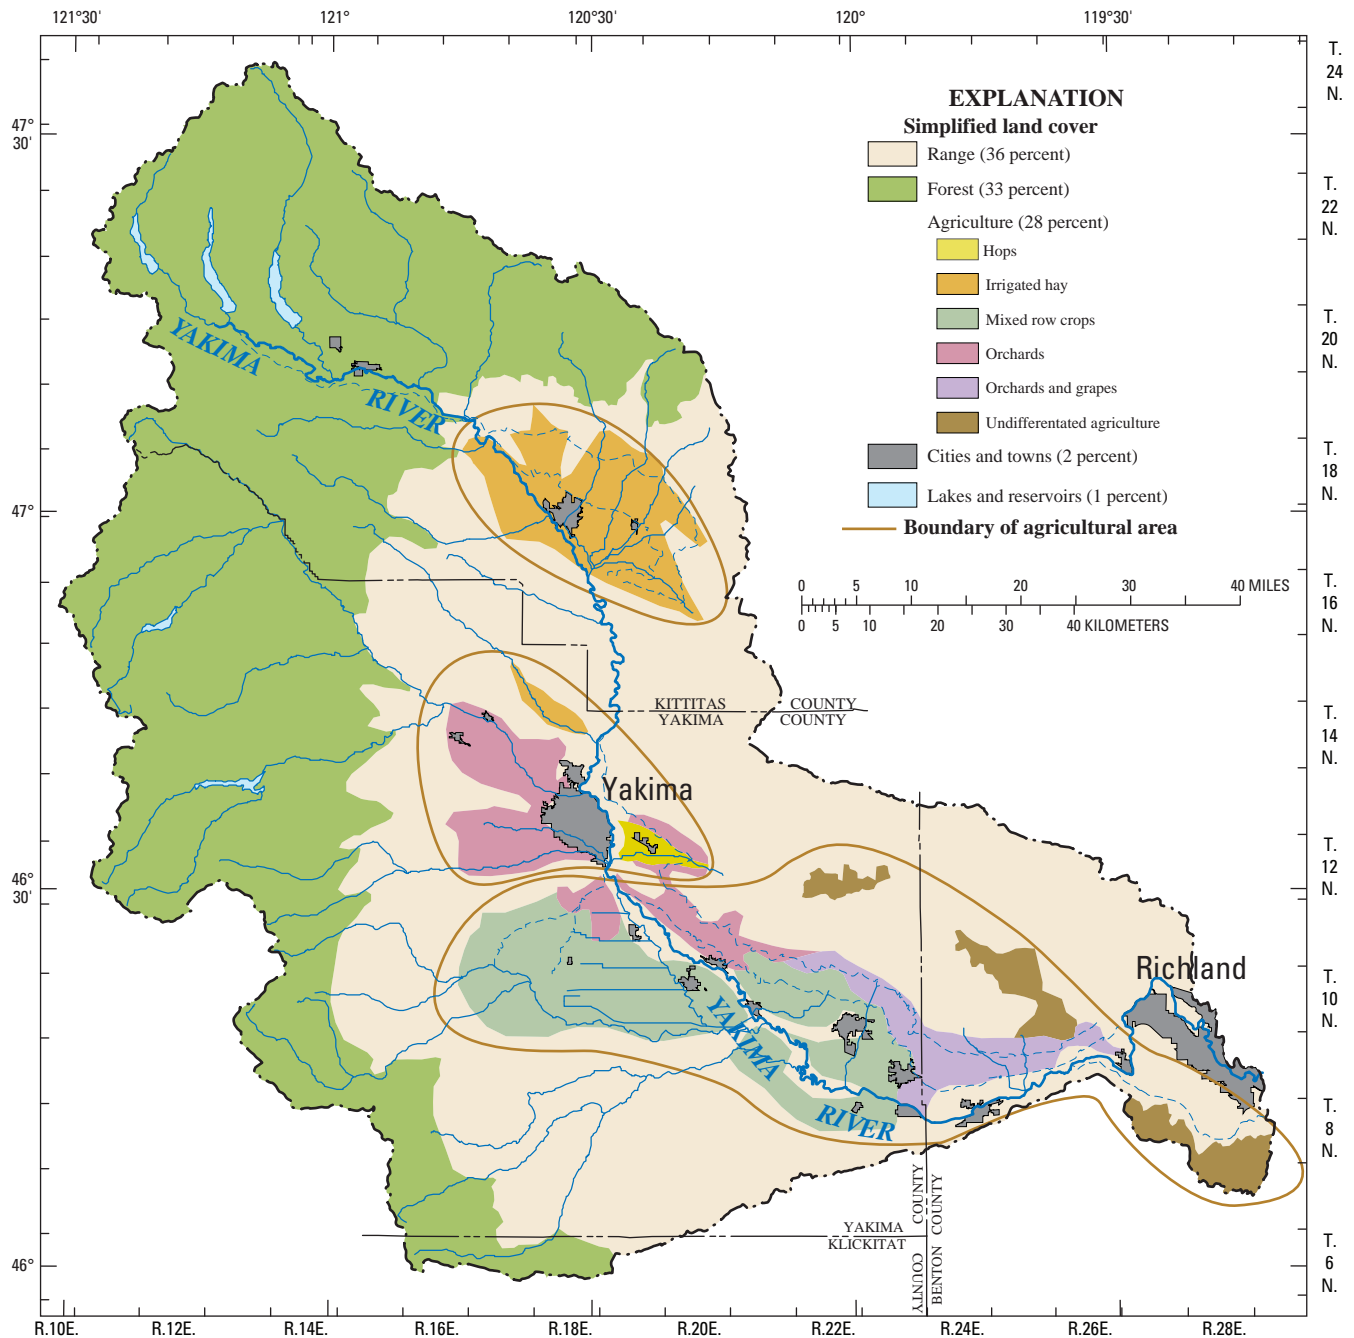 121°30'
121°
120°30'
120°
119°30'
T.
24
N.
47°
30'
EXPLANATION
Simplified land cover
Range (36 percent)
Forest (33 percent)
Agriculture (28 percent)
Hops
Irrigated hay
Mixed row crops
Orchards
Orchards and grapes
Undifferentated agriculture
Cities and towns (2 percent)
Lakes and reservoirs (1 percent)
Boundary of agricultural area
T.
22
N.
T.
20
N.
YAKIMA
RIVER
T.
18
N.
47°
0 5 10 20 30 40 MILES
0 5 10 20 30 40 KILOMETERS
T.
16
N.
KITTITAS COUNTY
YAKIMA COUNTY
T.
14
N.
Yakima
T.
12
N.
46°
30'
Richland
T.
10
N.
YAKIMA
RIVER
T.
8
N.
YAKIMA COUNTY
KLICKITAT COUNTY
BENTON COUNTY
46°
T.
6
N.
R.10E. R.12E. R.14E. R.16E. R.18E. R.20E. R.22E. R.24E. R.26E. R.28E.